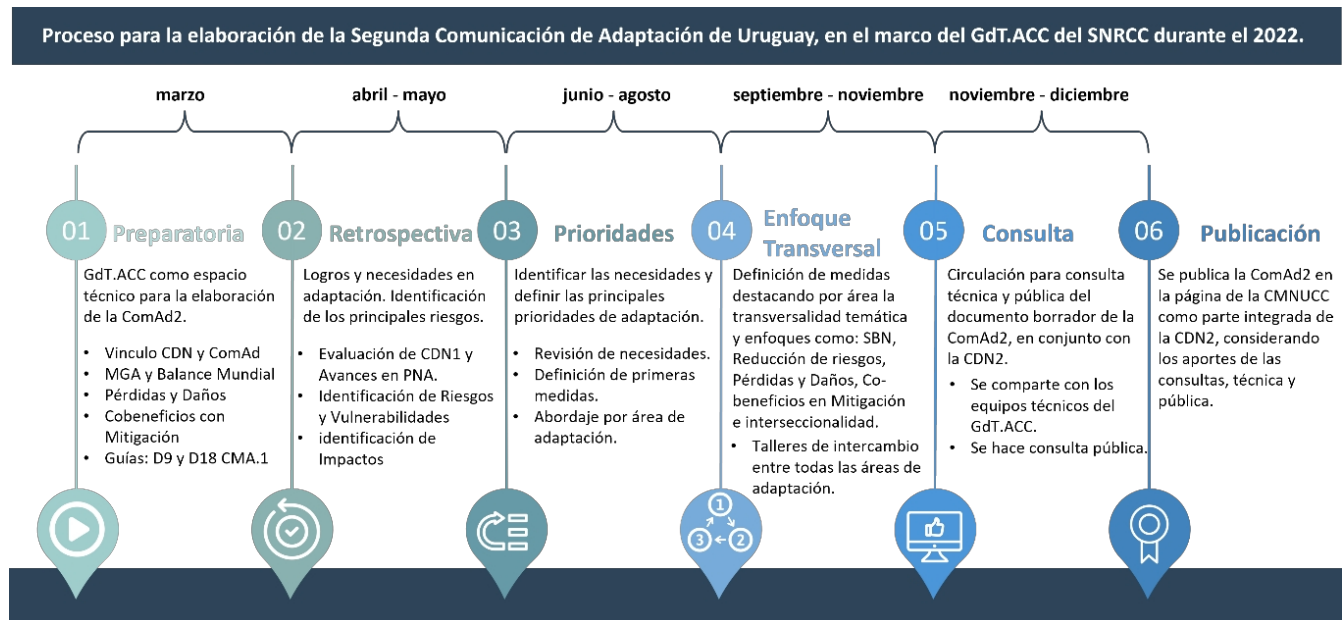 Proceso para la elaboración de la Segunda Comunicación de Adaptación de Uruguay, en el marco del GdT.ACC del SNRCC durante el 2022.
marzo
abril - mayo
junio - agosto
septiembre - noviembre
noviembre - diciembre
01
Preparatoria
GdT.ACC como espacio
técnico para la elaboración
de la ComAd2.
• Vinculo CDN y ComAd
• MGA y Balance Mundial
• Pérdidas y Daños
• Cobeneficios con
Mitigación
• Guías: D9 y D18 CMA.1
02
Retrospectiva
Logros y necesidades en
adaptación. Identificación
de los principales riesgos.
• Evaluación de CDN1 y
Avances en PNA.
• Identificación de Riesgos
y Vulnerabilidades
• identificación de
Impactos
03
Prioridades
Identificar las necesidades y
definir las principales
prioridades de adaptación.
• Revisión de necesidades.
• Definición de primeras
medidas.
• Abordaje por área de
adaptación.
04
Enfoque
Transversal
Definición de medidas
destacando por área la
transversalidad temática
y enfoques como: SBN,
Reducción de riesgos,
Pérdidas y Daños, Co-
beneficios en Mitigación
e interseccionalidad.
• Talleres de intercambio
entre todas las áreas de
adaptación.
1
2
3
05
Consulta
Circulación para consulta
técnica y pública del
documento borrador de la
ComAd2, en conjunto con
la CDN2.
• Se comparte con los
equipos técnicos del
GdT.ACC.
• Se hace consulta pública.
06
Publicación
Se publica la ComAd2 en
la página de la CMNUCC
como parte integrada de
la CDN2, considerando
los aportes de las
consultas, técnica y
pública.